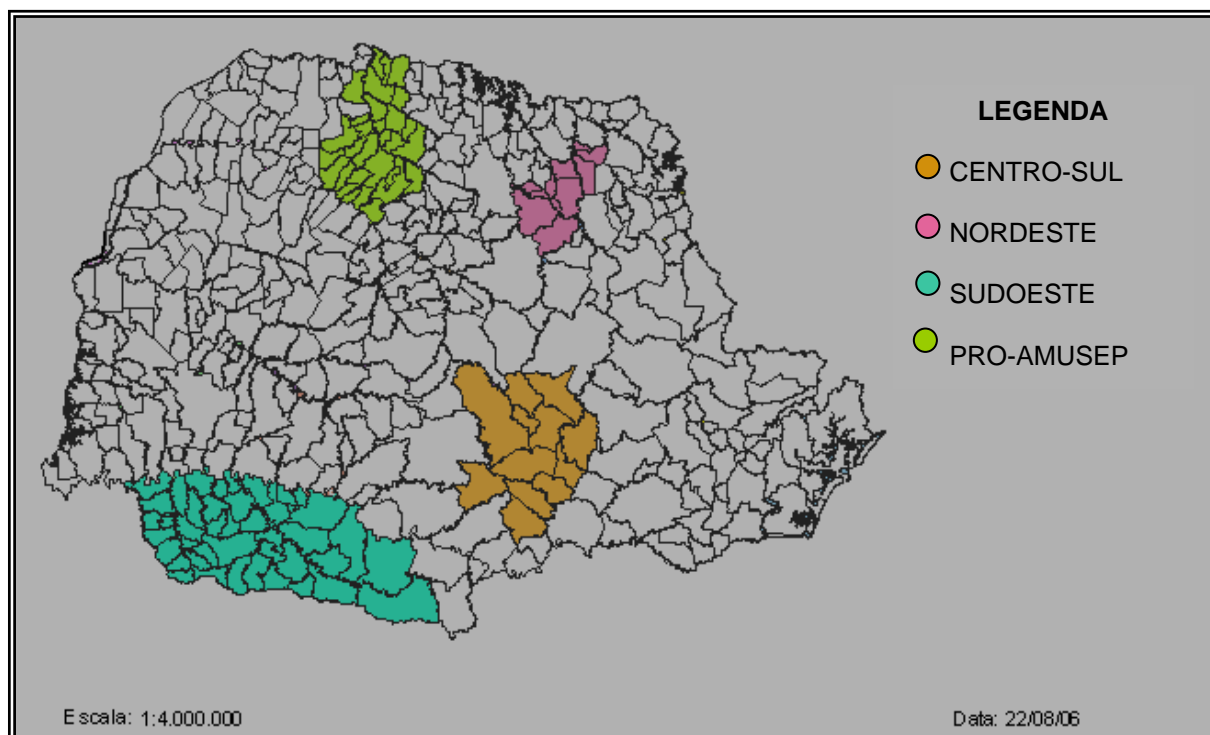 LEGENDA
CENTRO-SUL
NORDESTE
SUDOESTE
PRO-AMUSEP
Escala: 1:4.000.000
Data: 22/08/06